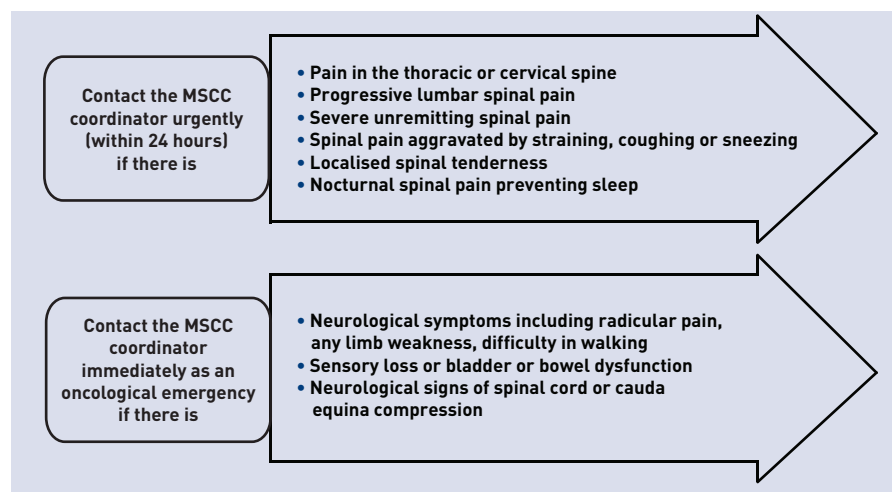 Contact the MSCC
coordinator urgently
(within 24 hours)
if there is
• Pain in the thoracic or cervical spine
• Progressive lumbar spinal pain
• Severe unremitting spinal pain
• Spinal pain aggravated by straining, coughing or sneezing
• Localised spinal tenderness
• Nocturnal spinal pain preventing sleep
Contact the MSCC
coordinator
immediately as an
oncological emergency
if there is
• Neurological symptoms including radicular pain,
any limb weakness, difficulty in walking
• Sensory loss or bladder or bowel dysfunction
• Neurological signs of spinal cord or cauda
equina compression